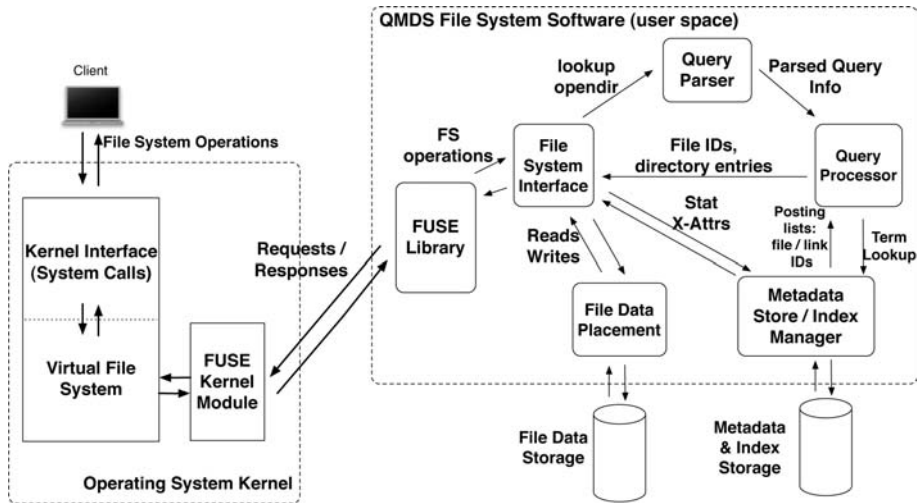 QMDS File System Software (user space)
Client
File System Operations
Kernel Interface
(System Calls)
Virtual File
System
FUSE
Kernel
Module
Operating System Kernel
Requests /
Responses
FUSE
Library
FS
operations
File
System
Interface
lookup
opendir
Query
Parser
Parsed Query
Info
Query
Processor
File IDs,
directory entries
Stat
X-Attrs
Posting
lists:
file / link
IDs
Term
Lookup
Reads
Writes
File Data
Placement
Metadata
Store / Index
Manager
File Data
Storage
Metadata
& Index
Storage